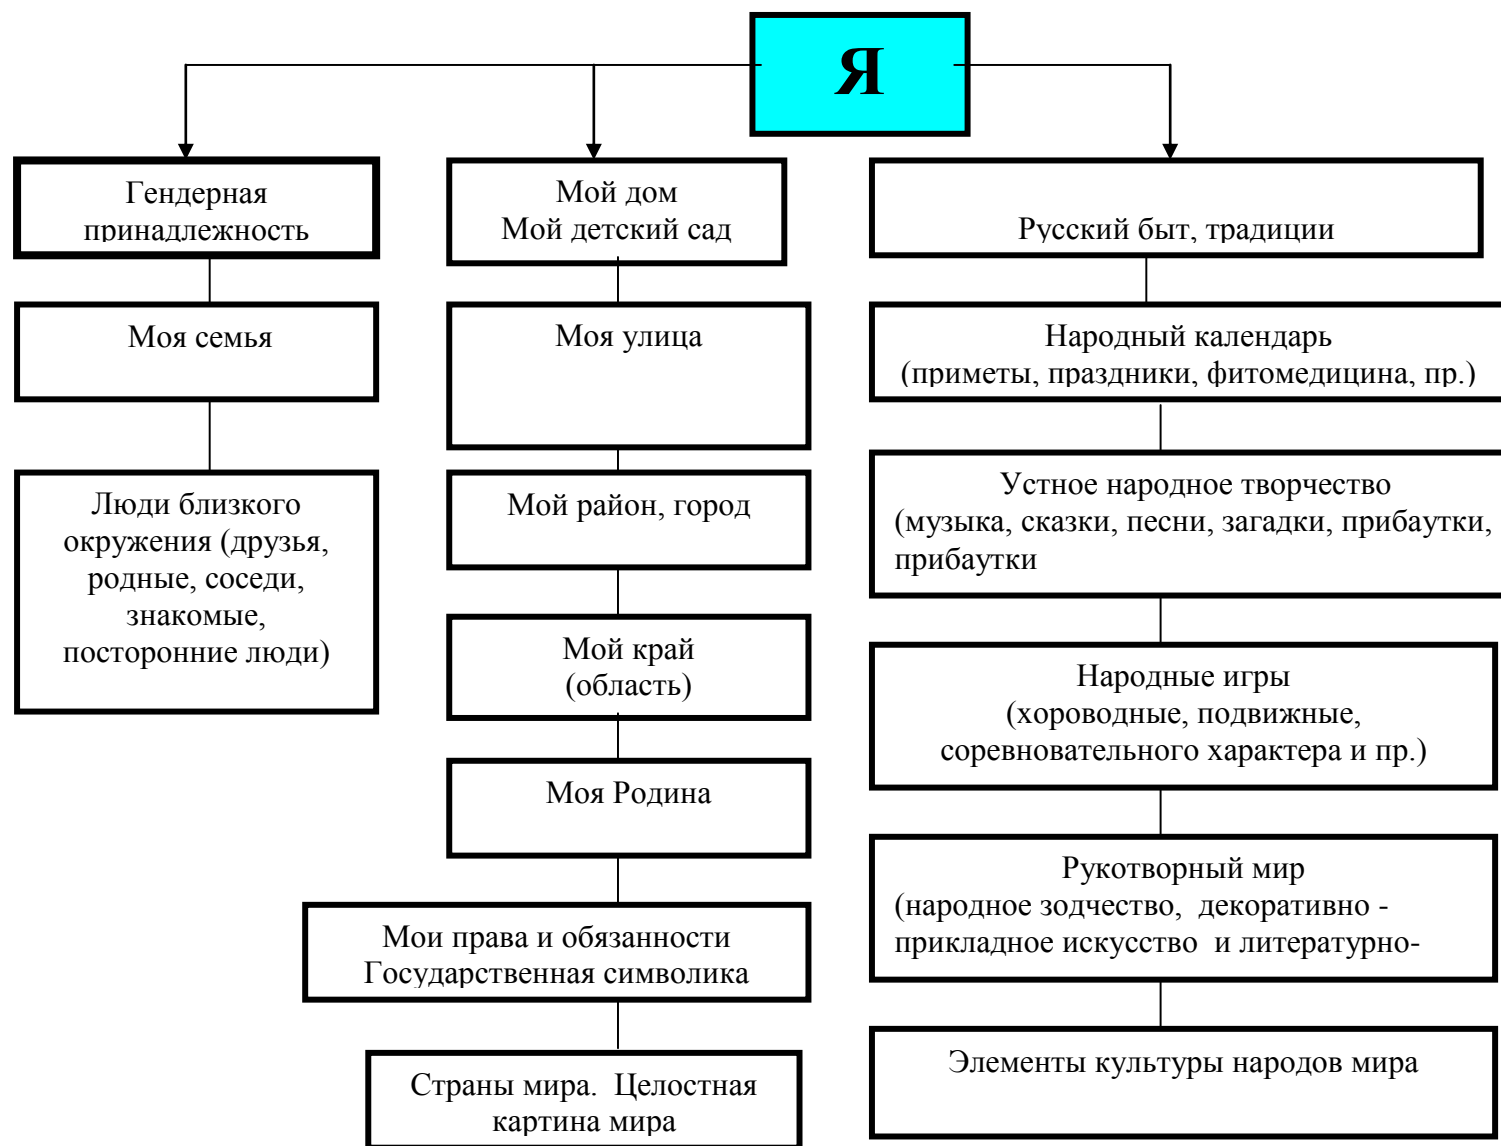 Я
Гендерная
принадлежность
Моя семья
Люди близкого
окружения (друзья,
родные, соседи,
знакомые,
посторонние люди)
Мой дом
Мой детский сад
Моя улица
Мой район, город
Мой край
(область)
Моя Родина
Мои права и обязанности
Государственная символика
Страны мира. Целостная
картина мира
Русский быт, традиции
Народный календарь
(приметы, праздники, фитомедицина, пр.)
Устное народное творчество
(музыка, сказки, песни, загадки, прибаутки,
прибаутки
Народные игры
(хороводные, подвижные,
соревновательного характера и пр.)
Рукотворный мир
(народное зодчество, декоративно -
прикладное искусство и литературно-
Элементы культуры народов мира